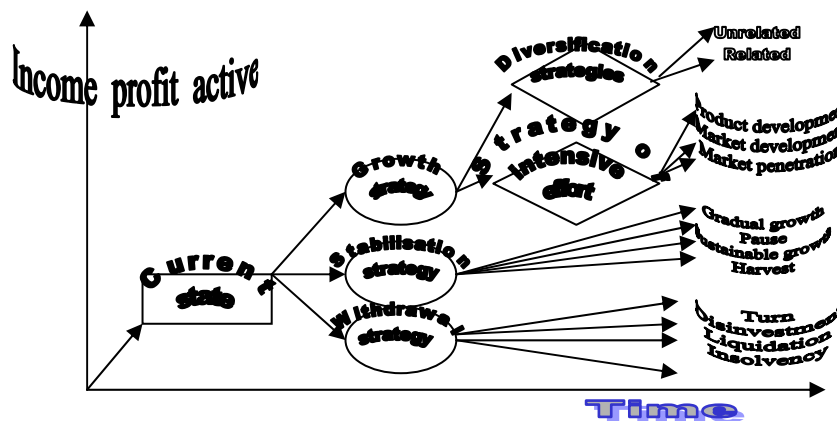 Income profit active
Current
state
Growth
strategy
Stabilisation
strategy
Withdrawal
strategy
Diversification
strategies
Strategy of
intensive
effort
Unrelated
Related
Product development
Market development
Market penetration
Gradual growth
Pause
Sustainable growth
Harvest
Turn
Disinvestment
Liquidation
Insolvency
Time